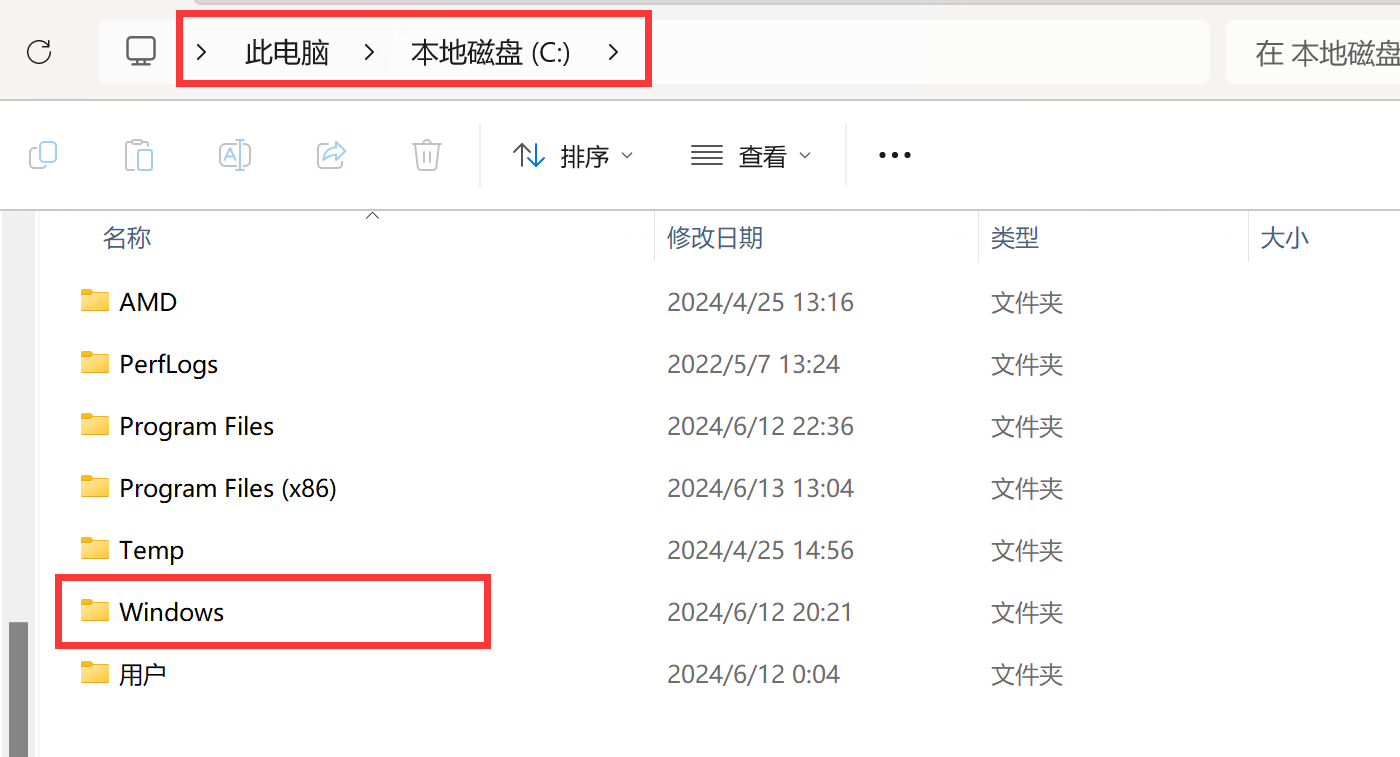 此电脑 本地磁盘 (C:) 在 本地磁盘
排序 查看
名称 修改日期 类型 大小
AMD 2024/4/25 13:16 文件夹
PerfLogs 2022/5/7 13:24 文件夹
Program Files 2024/6/12 22:36 文件夹
Program Files (x86) 2024/6/13 13:04 文件夹
Temp 2024/4/25 14:56 文件夹
Windows 2024/6/12 20:21 文件夹
用户 2024/6/12 0:04 文件夹